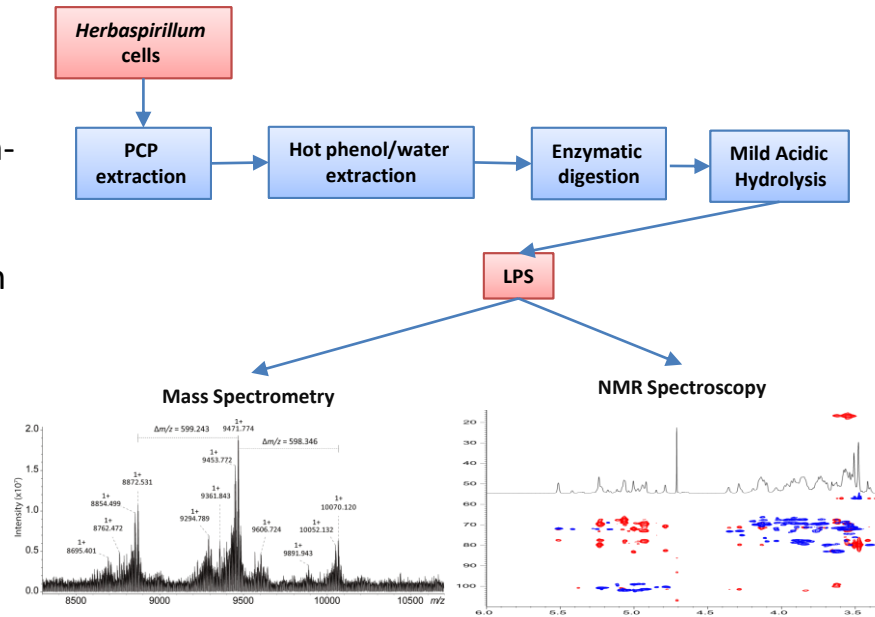 Herbaspirillum
cells
n-
PCP
extraction
Hot phenol/water
extraction
Enzymatic
digestion
Mild Acidic
Hydrolysis
n
LPS
Mass Spectrometry
NMR Spectroscopy
2.0
1.5
1.0
0.5
0.0
Intensity (x10⁷)
Δm/z = 599.243
1+
9471.774
Δm/z = 598.346
1+
9453.772
1+
8872.531
1+
8854.499
1+
9361.843
1+
8762.472
1+
9294.789
1+
8695.401
1+
9606.724
1+
10070.120
1+
10052.132
1+
9891.943
8500
9000
9500
10000
10500
m/z
20
30
40
50
60
70
80
90
100
6.0
5.5
5.0
4.5
4.0
3.5